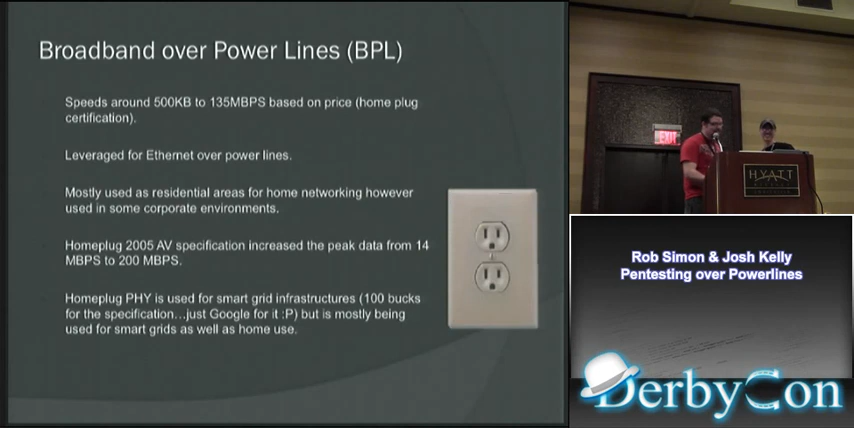 Broadband over Power Lines (BPL)
Speeds around 500KB to 135MBPS based on price (home plug
certification).
Leveraged for Ethernet over power lines.
Mostly used as residential areas for home networking however
used in some corporate environments.
Homeplug 2005 AV specification increased the peak data from 14
MBPS to 200 MBPS.
Homeplug PHY is used for smart grid infrastructures (100 bucks
for the specification...just Google for it :P) but is mostly being
used for smart grids as well as home use.
EXIT
HYATT
Rob Simon & Josh Kelly
Pentesting over Powerlines
DerbyCon